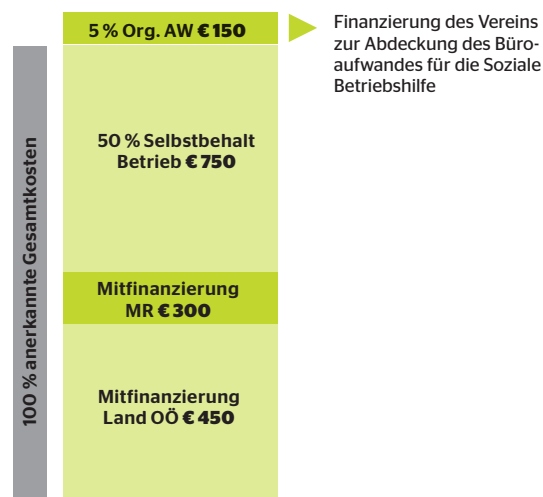 5 % Org. AW € 150
Finanzierung des Vereins
zur Abdeckung des Büro-
aufwandes für die Soziale
Betriebshilfe
100 % anerkannte Gesamtkosten
50 % Selbstbehalt
Betrieb € 750
Mitfinanzierung
MR € 300
Mitfinanzierung
Land OÖ € 450